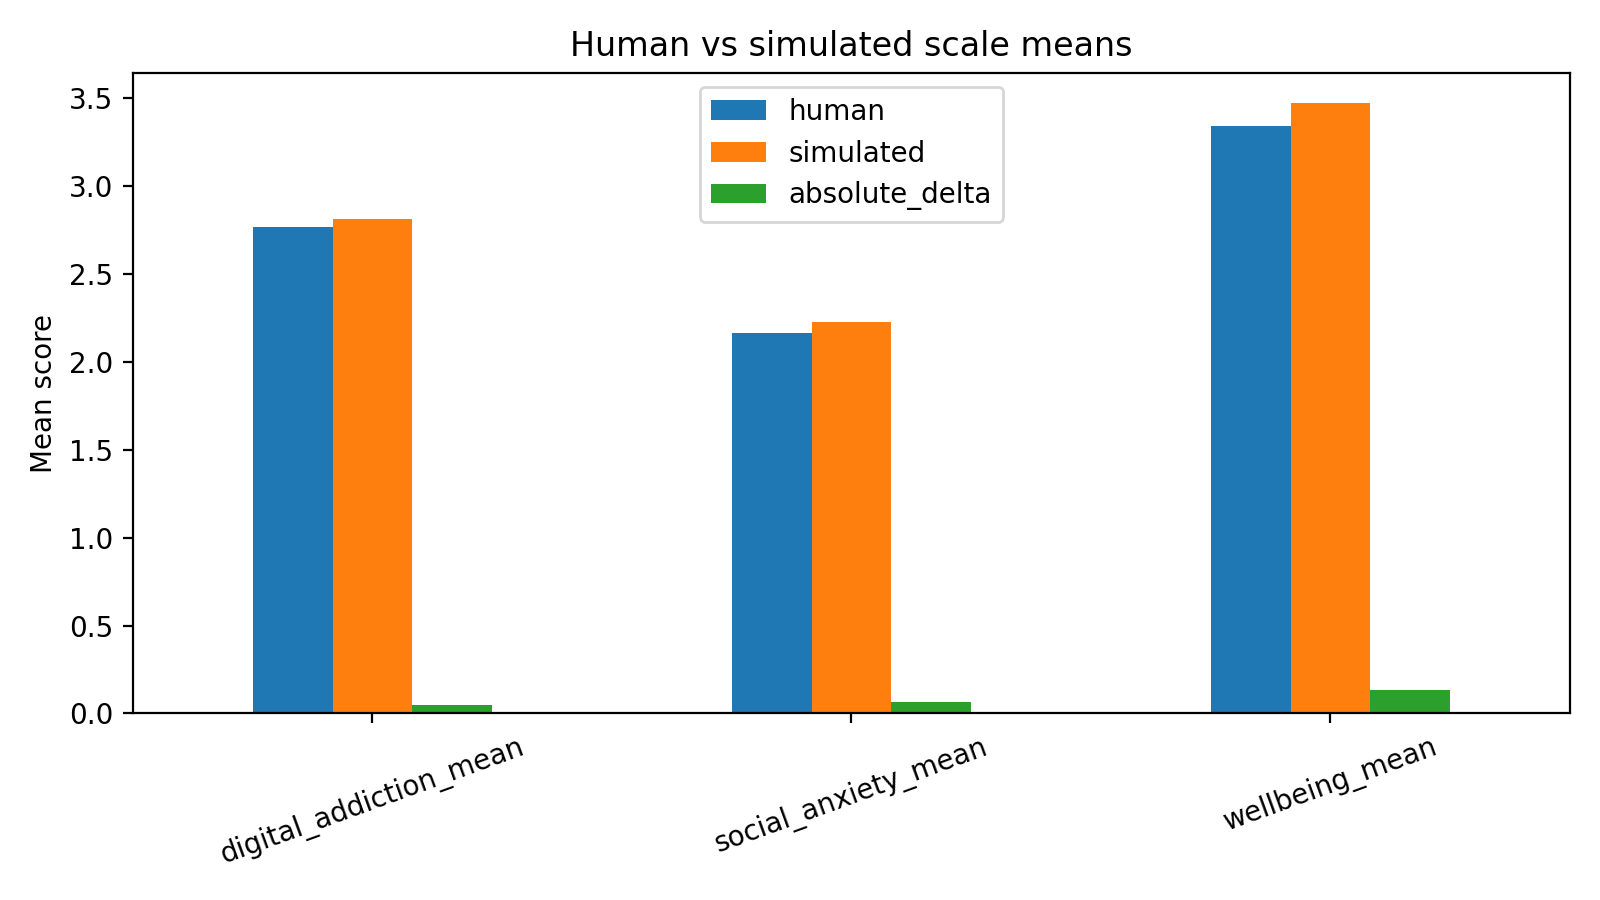 Human vs simulated scale means
human
simulated
absolute_delta
Mean score
3.5
3.0
2.5
2.0
1.5
1.0
0.5
0.0
digital_addiction_mean
social_anxiety_mean
wellbeing_mean